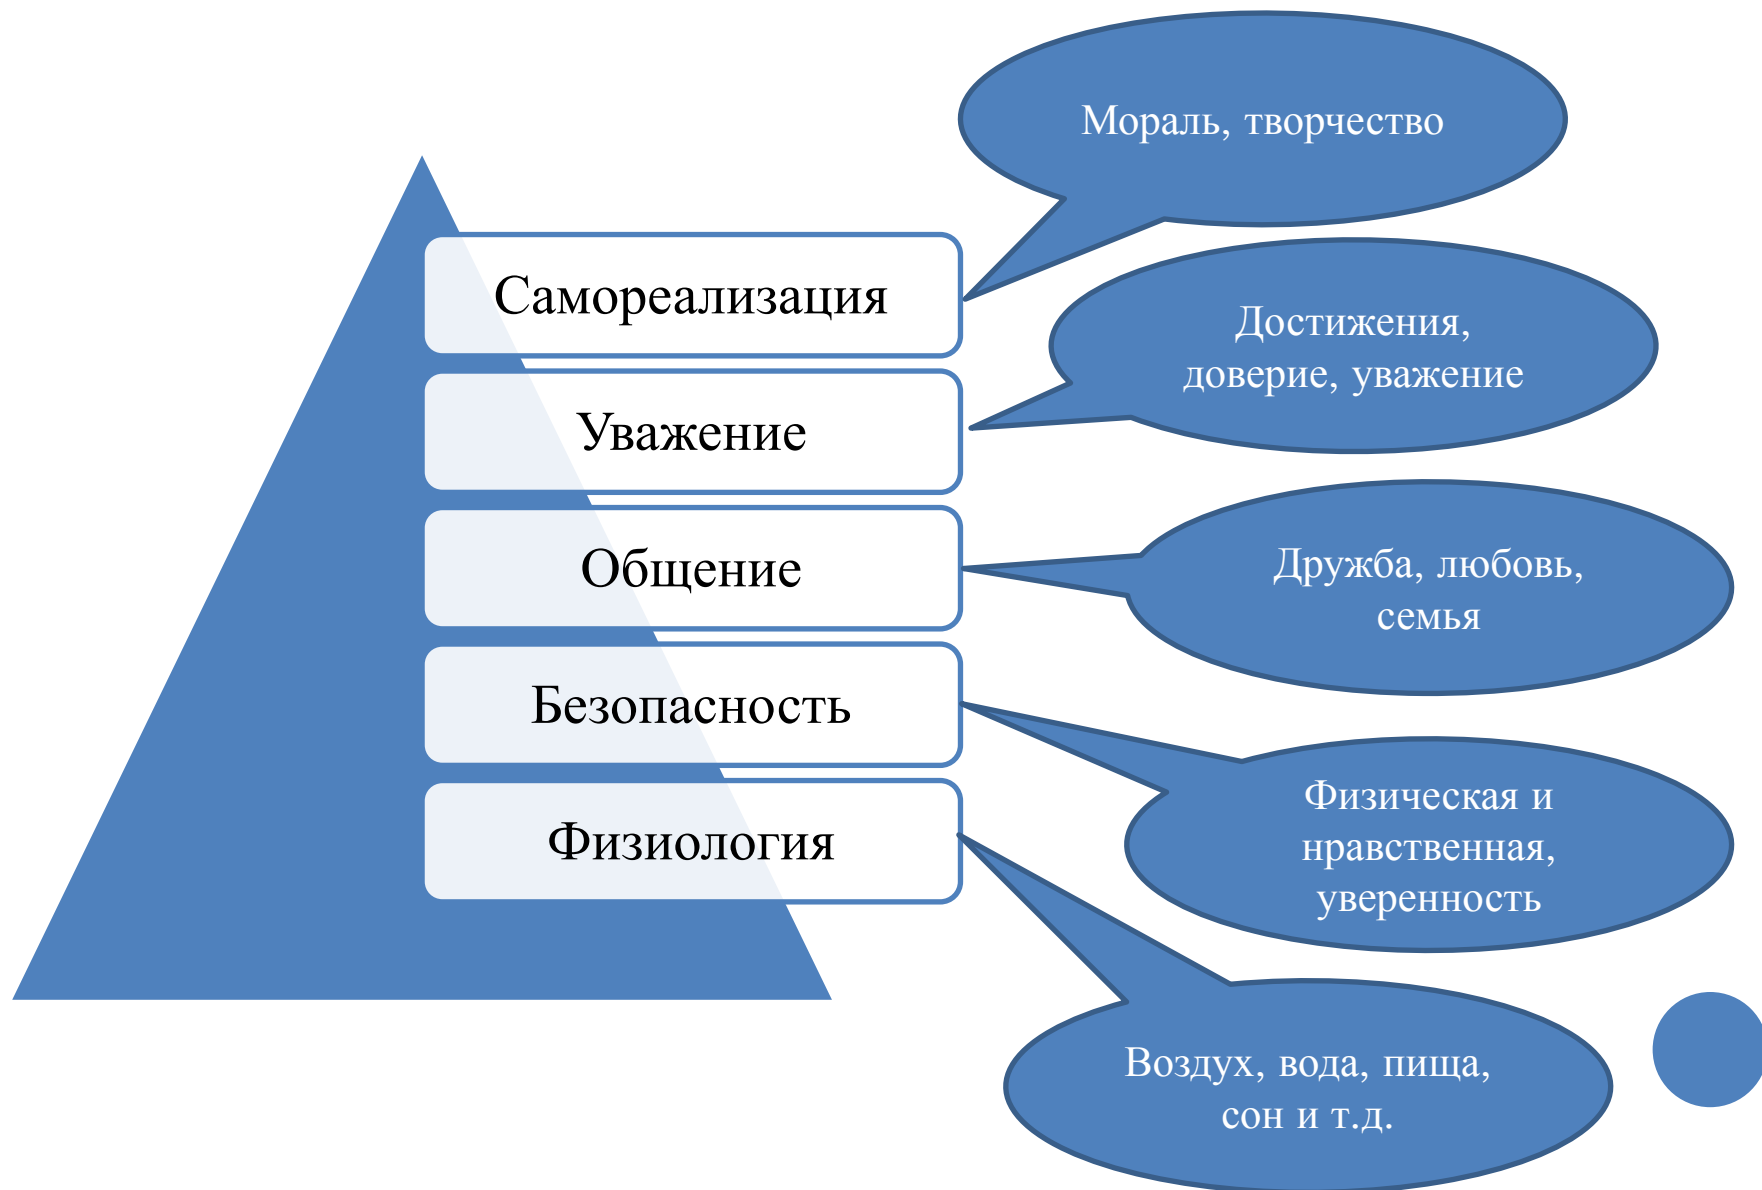 Мораль, творчество
Самореализация
Достижения,
доверие, уважение
Уважение
Дружба, любовь,
семья
Общение
Физическая и
нравственная,
уверенность
Безопасность
Воздух, вода, пища,
сон и т.д.
Физиология